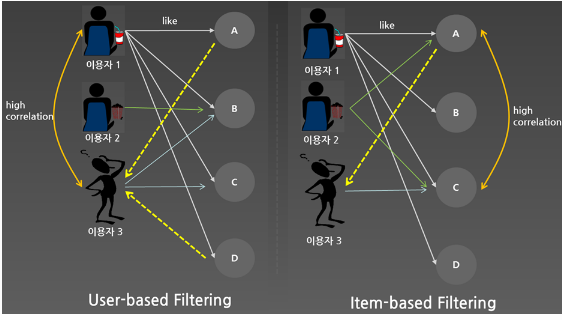 like
A
이용자 1
high
correlation
B
이용자 2
C
이용자 3
D
User-based Filtering
like
A
이용자 1
B
high
correlation
이용자 2
C
이용자 3
D
Item-based Filtering